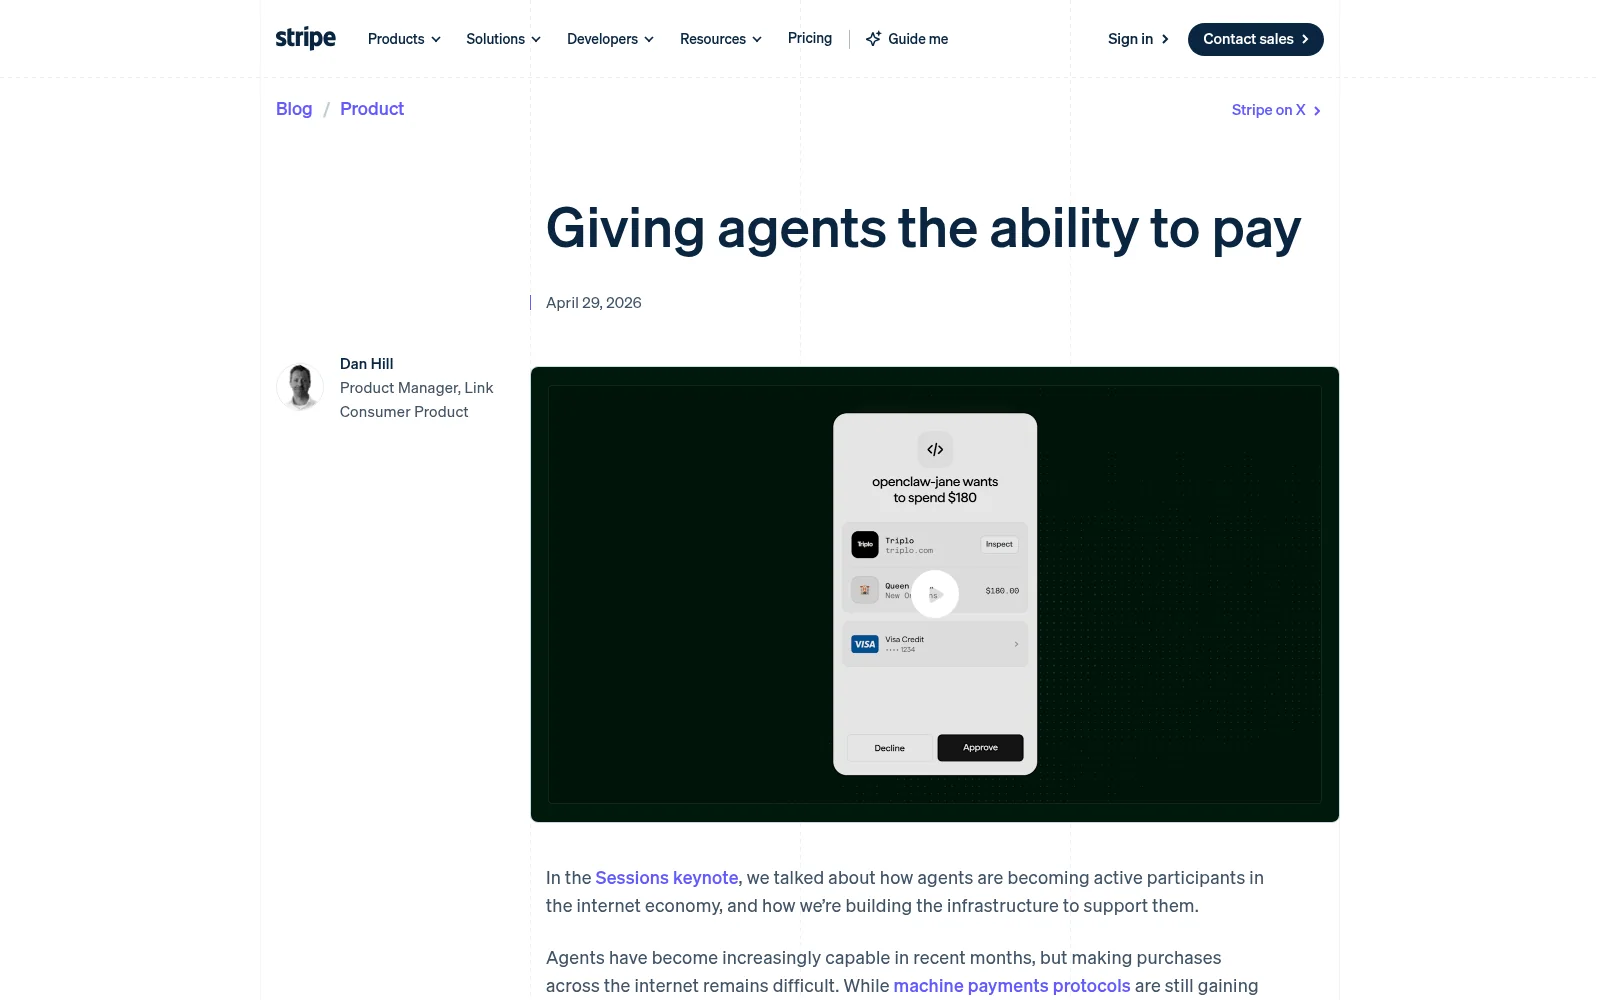 stripe
Products
Solutions
Developers
Resources
Pricing
Guide me
Sign in
Contact sales
Blog / Product
Stripe on X
Giving agents the ability to pay
April 29, 2026
Dan Hill
Product Manager, Link
Consumer Product
</>
openclaw-jane wants
to spend $180
Triplo
Triplo
triplo.com
Inspect
Queen
New
$180.00
VISA
Visa Credit
•••• 1234
Decline
Approve
In the Sessions keynote, we talked about how agents are becoming active participants in
the internet economy, and how we’re building the infrastructure to support them.
Agents have become increasingly capable in recent months, but making purchases
across the internet remains difficult. While machine payments protocols are still gaining